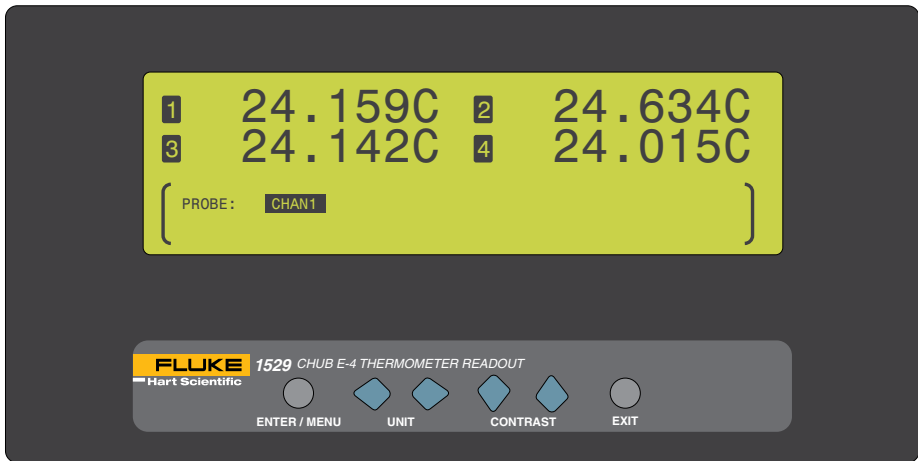 1 24.159C 2 24.634C
3 24.142C 4 24.015C
PROBE: CHAN1
FLUKE 1529 CHUB E-4 THERMOMETER READOUT
Hart Scientific
ENTER / MENU UNIT CONTRAST EXIT